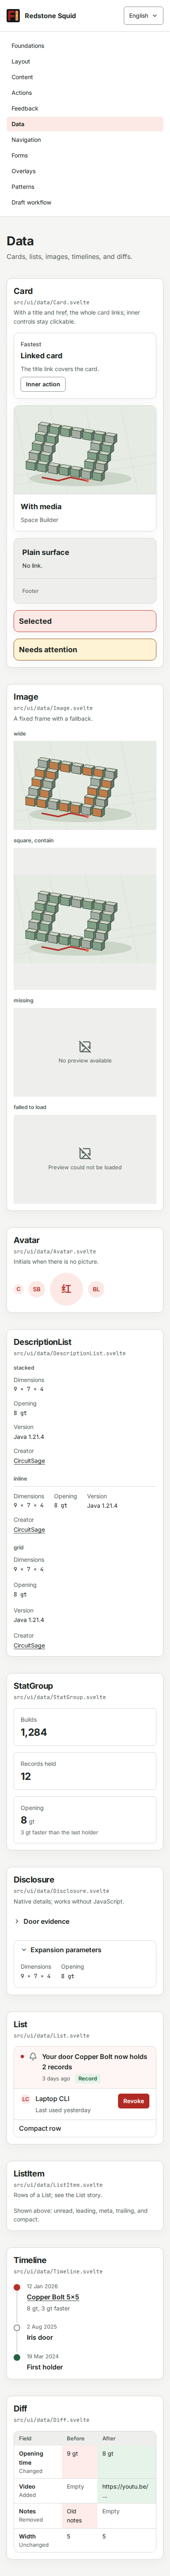 Redstone Squid
English
Foundations
Layout
Content
Actions
Feedback
Data
Navigation
Forms
Overlays
Patterns
Draft workflow
Data
Cards, lists, images, timelines, and diffs.
Card
src/ui/data/Card.svelte
With a title and href, the whole card links; inner
controls stay clickable.
Fastest
Linked card
The title link covers the card.
Inner action
With media
Space Builder
Plain surface
No link.
Footer
Selected
Needs attention
Image
src/ui/data/Image.svelte
A fixed frame with a fallback.
wide
square, contain
missing
No preview available
failed to load
Preview could not be loaded
Avatar
src/ui/data/Avatar.svelte
Initials when there is no picture.
C
SB
红
BL
DescriptionList
src/ui/data/DescriptionList.svelte
stacked
Dimensions
9 × 7 × 4
Opening
8 gt
Version
Java 1.21.4
Creator
CircuitSage
inline
Dimensions Opening Version
9 × 7 × 4 8 gt Java 1.21.4
Creator
CircuitSage
grid
Dimensions
9 × 7 × 4
Opening
8 gt
Version
Java 1.21.4
Creator
CircuitSage
StatGroup
src/ui/data/StatGroup.svelte
Builds
1,284
Records held
12
Opening
8 gt
3 gt faster than the last holder
Disclosure
src/ui/data/Disclosure.svelte
Native details; works without JavaScript.
Door evidence
Expansion parameters
Dimensions Opening
9 × 7 × 4 8 gt
List
src/ui/data/List.svelte
Your door Copper Bolt now holds
2 records
3 days ago Record
LC Laptop CLI Revoke
Last used yesterday
Compact row
ListItem
src/ui/data/ListItem.svelte
Rows of a List; see the List story.
Shown above: unread, leading, meta, trailing, and
compact.
Timeline
src/ui/data/Timeline.svelte
12 Jan 2026
Copper Bolt 5×5
8 gt, 3 gt faster
2 Aug 2025
Iris door
19 Mar 2024
First holder
Diff
src/ui/data/Diff.svelte
Field Before After
Opening 9 gt 8 gt
time
Changed
Video Empty https://youtu.be/
Added …
Notes Old Empty
Removed notes
Width 5 5
Unchanged